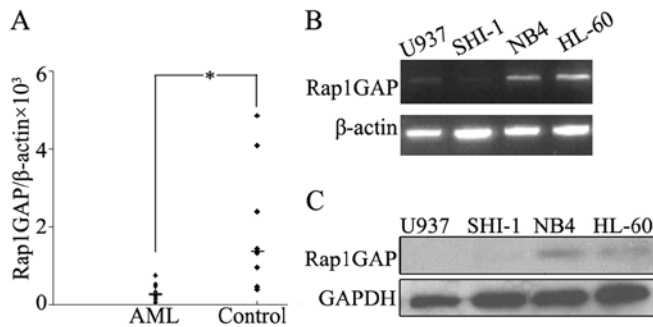 A
Rap1GAP/β-actin×10³
6
4
2
0
*
AML Control
B
U937 SHI-1 NB4 HL-60
Rap1GAP
β-actin
C
U937 SHI-1 NB4 HL-60
Rap1GAP
GAPDH